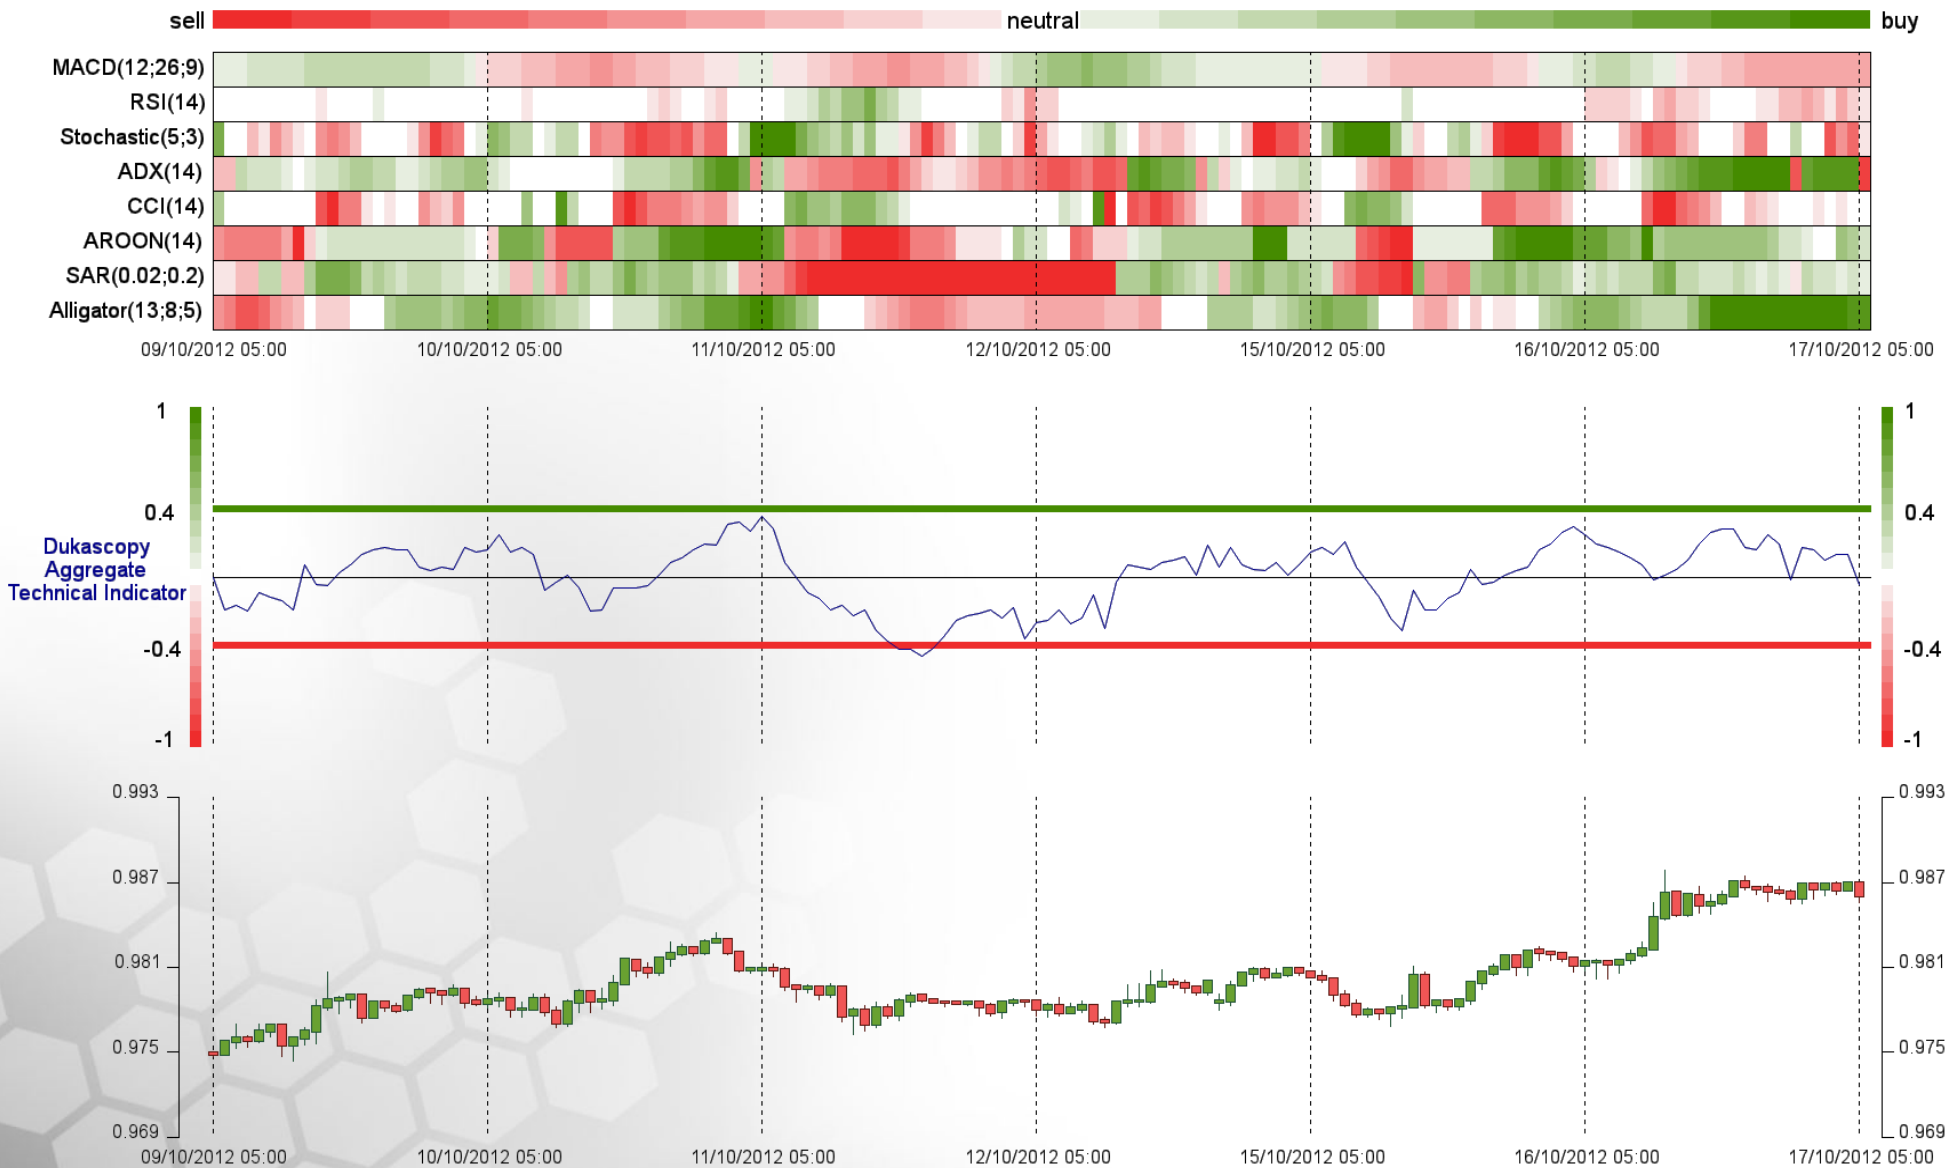 sell neutral buy
MACD(12;26;9)
RSI(14)
Stochastic(5;3)
ADX(14)
CCI(14)
AROON(14)
SAR(0.02;0.2)
Alligator(13;8;5)
09/10/2012 05:00 10/10/2012 05:00 11/10/2012 05:00 12/10/2012 05:00 15/10/2012 05:00 16/10/2012 05:00 17/10/2012 05:00
1 1
0.4 0.4
Dukascopy
Aggregate
Technical Indicator
-0.4 -0.4
-1 -1
0.993 0.993
0.987 0.987
0.981 0.981
0.975 0.975
0.969 0.969
09/10/2012 05:00 10/10/2012 05:00 11/10/2012 05:00 12/10/2012 05:00 15/10/2012 05:00 16/10/2012 05:00 17/10/2012 05:00